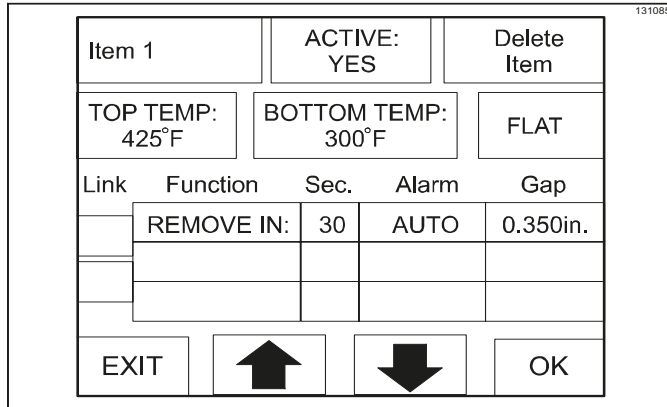 131085
Item 1
ACTIVE:
YES
Delete
Item
TOP TEMP:
425°F
BOTTOM TEMP:
300°F
FLAT
Link Function Sec. Alarm Gap
REMOVE IN: 30 AUTO 0.350in.
EXIT
OK